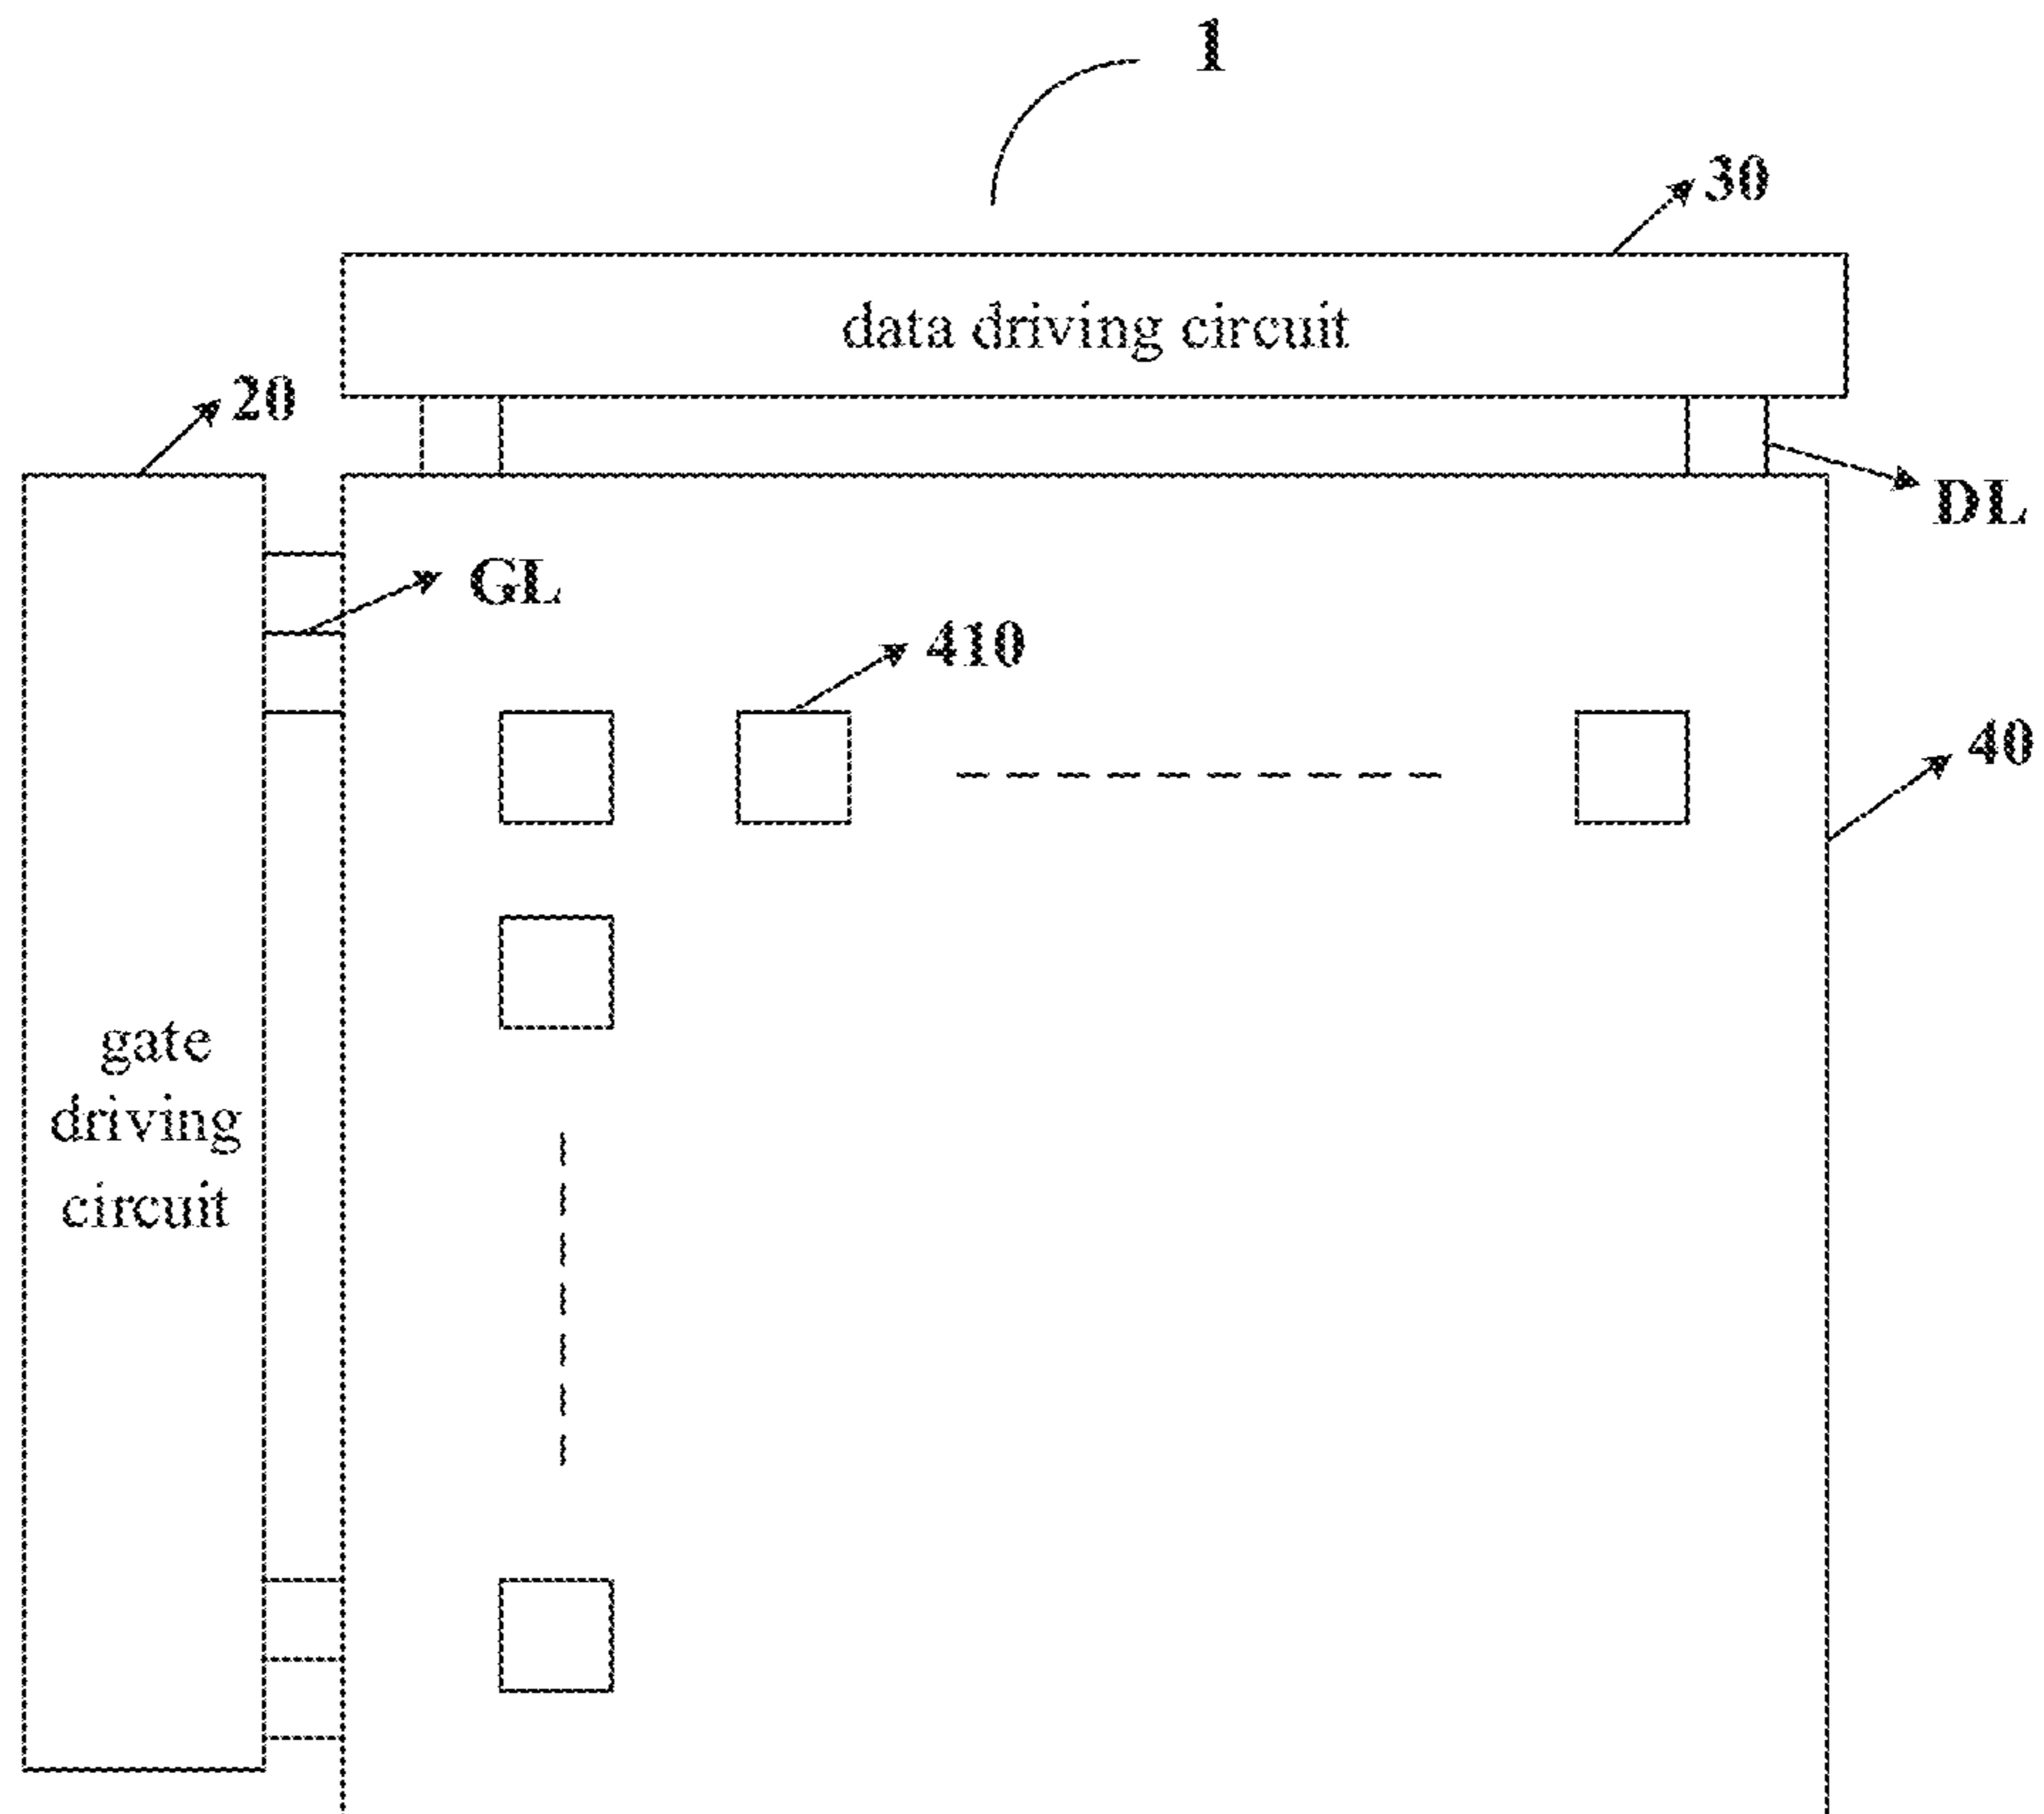 1
30
data driving circuit
20
DL
GL
410
40
gate
driving
circuit